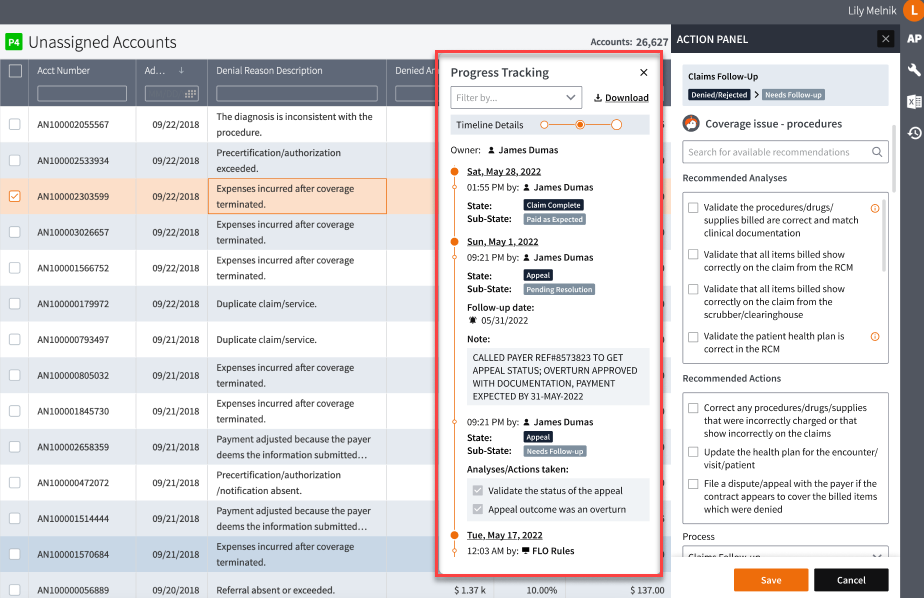 Lily Melnik
L
P4
Unassigned Accounts
Accounts: 26,627
Acct Number
Ad...
Denial Reason Description
Denied Am
AN100002055567
09/22/2018
The diagnosis is inconsistent with the
procedure.
AN100002533934
09/22/2018
Precertification/authorization
exceeded.
AN100002303599
09/22/2018
Expenses incurred after coverage
terminated.
AN100003026657
09/22/2018
Expenses incurred after coverage
terminated.
AN100001566752
09/22/2018
Expenses incurred after coverage
terminated.
AN100000179972
09/22/2018
Duplicate claim/service.
AN100000793497
09/21/2018
Duplicate claim/service.
AN100000805032
09/21/2018
Expenses incurred after coverage
terminated.
AN100001845730
09/21/2018
Expenses incurred after coverage
terminated.
AN100002658359
09/21/2018
Payment adjusted because the payer
deems the information submitted...
AN100000472072
09/21/2018
Precertification/authorization
/notification absent.
AN100001514444
09/21/2018
Payment adjusted because the payer
deems the information submitted...
AN100001570684
09/21/2018
Expenses incurred after coverage
terminated.
AN100000056889
09/20/2018
Referral absent or exceeded.
$ 1.37 k
10.00%
$ 137.00
Progress Tracking
Filter by...
Download
Timeline Details
Owner: James Dumas
Sat, May 28, 2022
01:55 PM by: James Dumas
State: Claim Complete
Sub-State: Paid as Expected
Sun, May 1, 2022
09:21 PM by: James Dumas
State: Appeal
Sub-State: Pending Resolution
Follow-up date:
05/31/2022
Note:
CALLED PAYER REF#8573823 TO GET
APPEAL STATUS; OVERTURN APPROVED
WITH DOCUMENTATION, PAYMENT
EXPECTED BY 31-MAY-2022
09:21 PM by: James Dumas
State: Appeal
Sub-State: Needs Follow-up
Analyses/Actions taken:
Validate the status of the appeal
Appeal outcome was an overturn
Tue, May 17, 2022
12:03 AM by: FLO Rules
ACTION PANEL
AP
Claims Follow-Up
Denied/Rejected > Needs Follow-up
Coverage issue - procedures
Search for available recommendations
Recommended Analyses
Validate the procedures/drugs/
supplies billed are correct and match
clinical documentation
Validate that all items billed show
correctly on the claim from the RCM
Validate that all items billed show
correctly on the claim from the
scrubber/clearinghouse
Validate the patient health plan is
correct in the RCM
Recommended Actions
Correct any procedures/drugs/supplies
that were incorrectly charged or that
show incorrectly on the claims
Update the health plan for the encounter/
visit/patient
File a dispute/appeal with the payer if the
contract appears to cover the billed items
which were denied
Process
Claims Follow-up
Save
Cancel